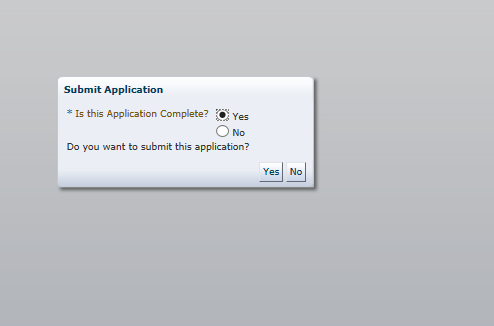 Submit Application
* Is this Application Complete? Yes
No
Do you want to submit this application?
Yes No